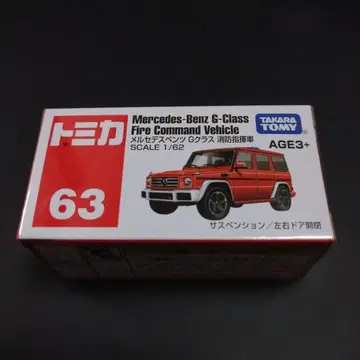 トミカ
63
Mercedes-Benz G-Class
Fire Command Vehicle
メルセデスベンツ Gクラス 消防指揮車
SCALE 1/62
TAKARA
TOMY
AGE3+
サスペンション/左右ドア開閉